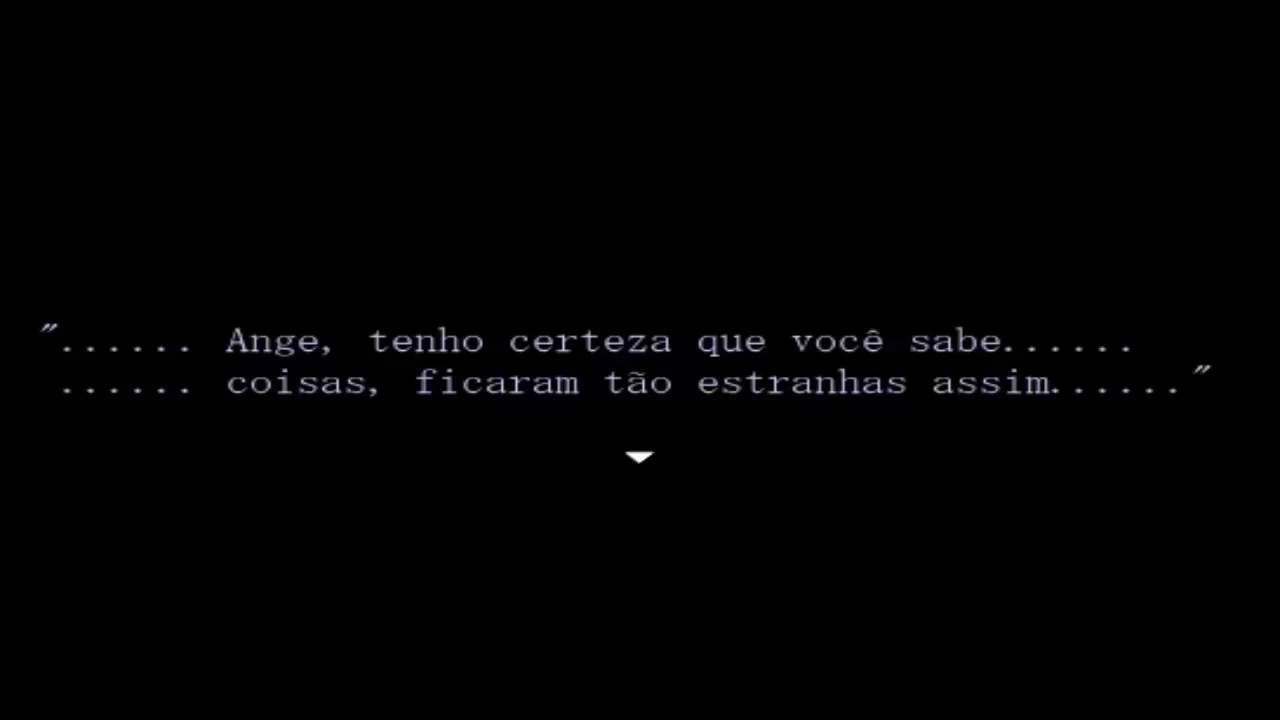 "...... Ange, tenho certeza que você sabe......
...... coisas, ficaram tão estranhas assim......"